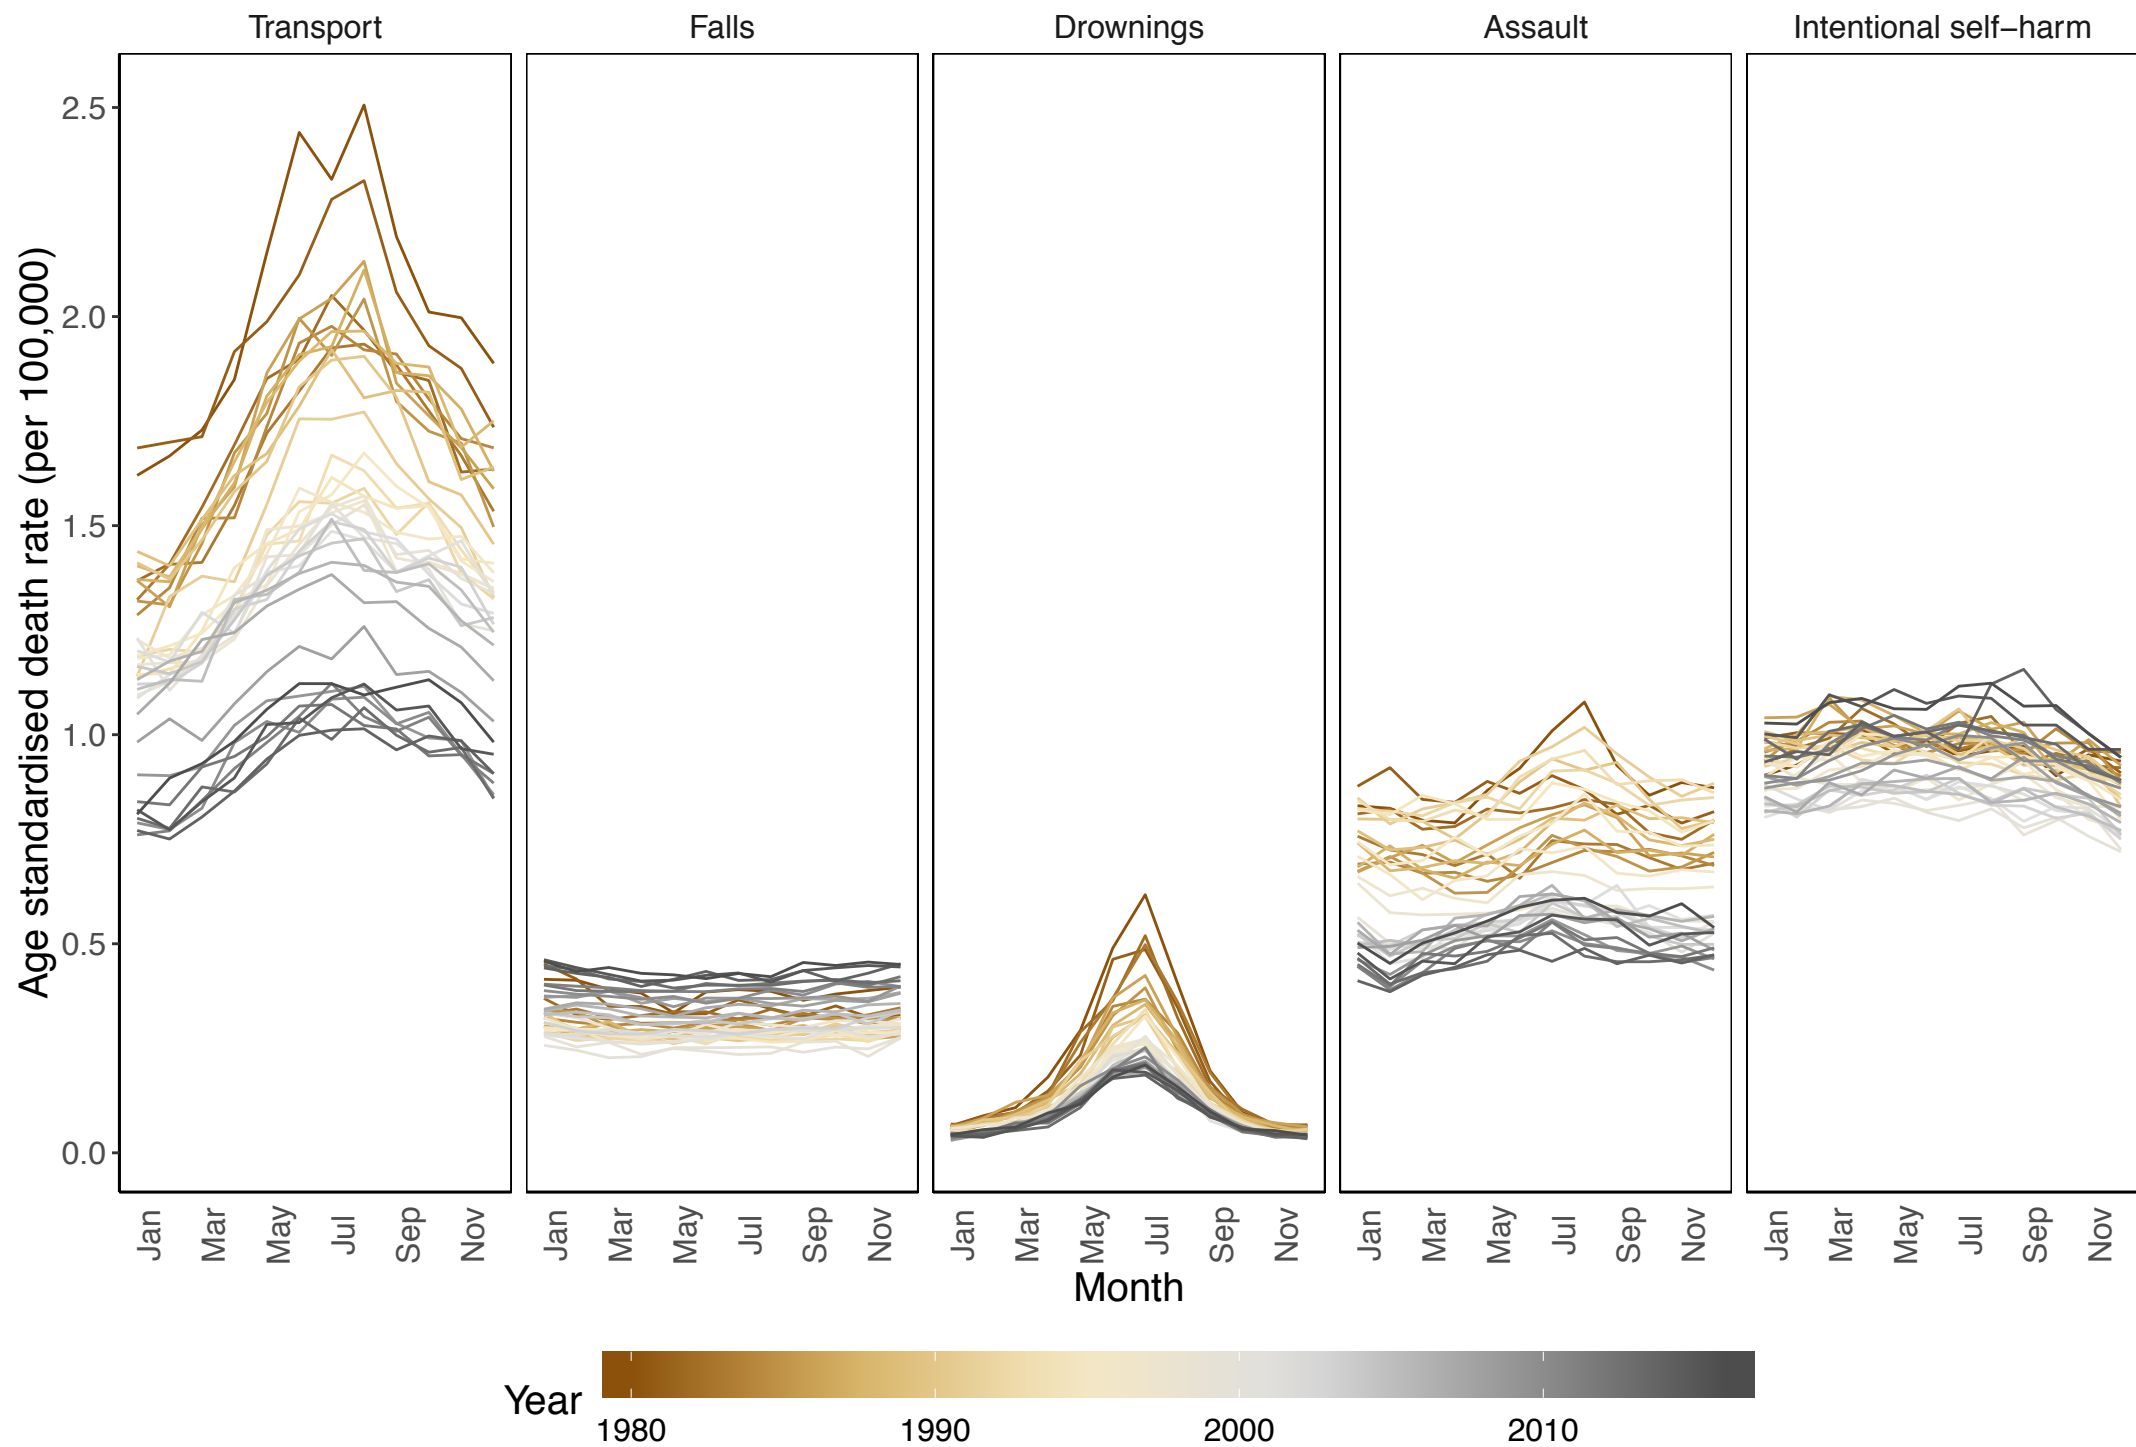 Transport Falls Drownings Assault Intentional self−harm
Age standardised death rate (per 100,000)
2.5
2.0
1.5
1.0
0.5
0.0
Jan Mar May Jul Sep Nov Jan Mar May Jul Sep Nov Jan Mar May Jul Sep Nov Jan Mar May Jul Sep Nov Jan Mar May Jul Sep Nov
Month
Year
1980 1990 2000 2010